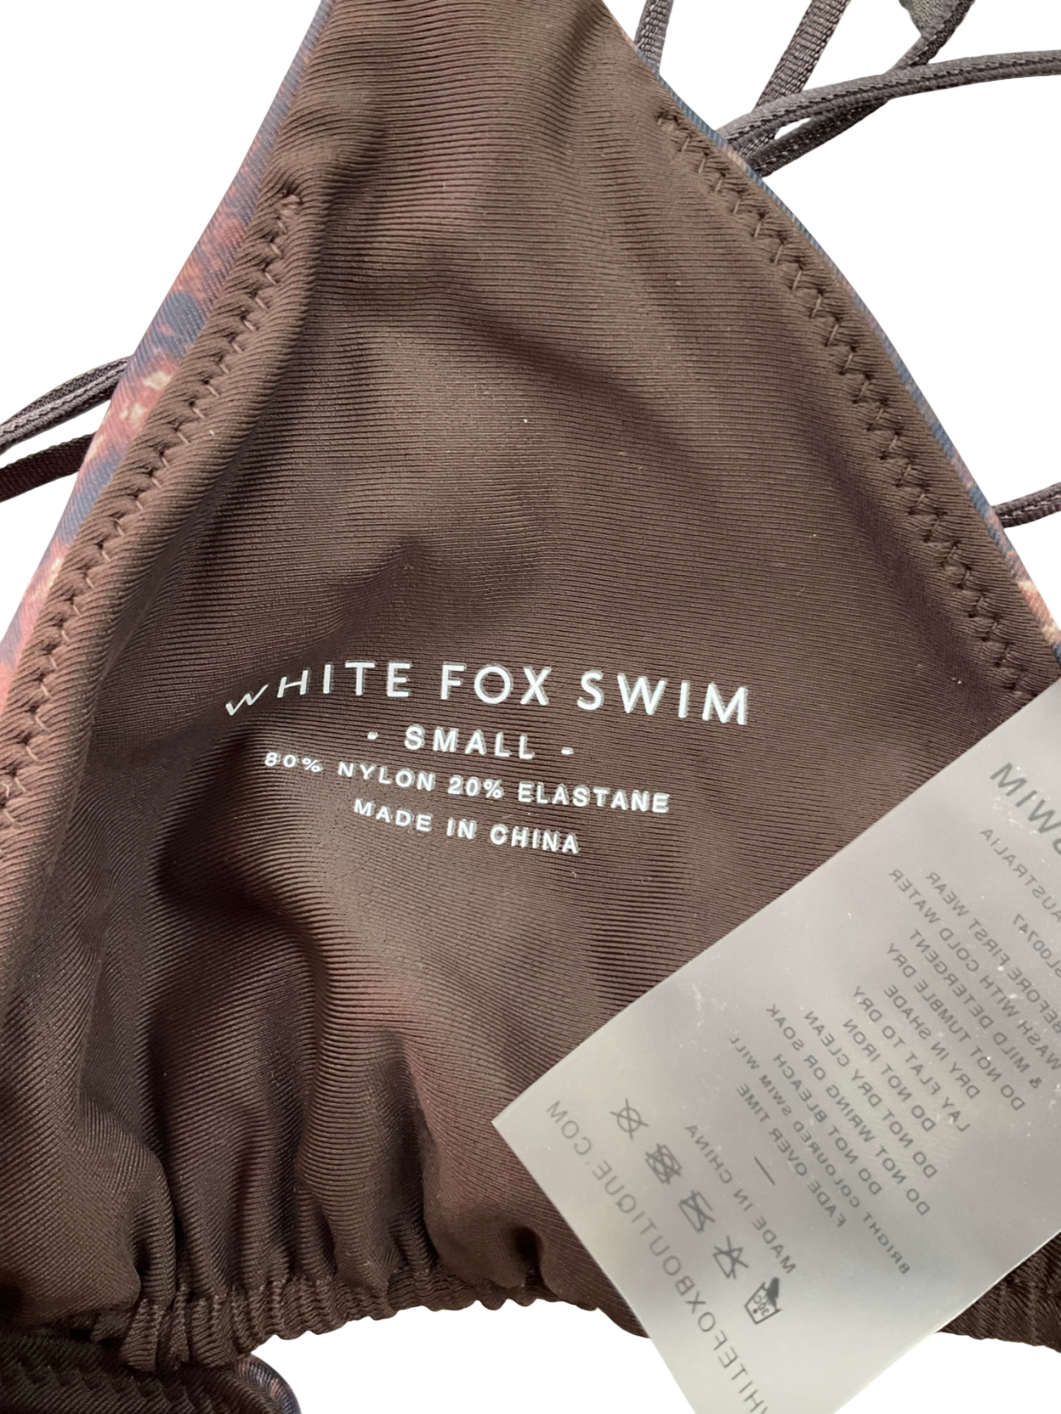 WHITE FOX SWIM
- SMALL -
80% NYLON 20% ELASTANE
MADE IN CHINA
SWIM
AUSTRALIA
00747
BEFORE FIRST WEAR
WASH WITH COLD WATER
& MILD DETERGENT
DO NOT TUMBLE DRY
DRY IN SHADE
LAY FLAT TO DRY
DO NOT IRON
DO NOT DRY CLEAN
DO NOT WRING OR SOAK
DO NOT BLEACH
BRIGHT COLOURED SWIM WILL
FADE OVER TIME
—
MADE IN CHINA
WHITEFOXBOUTIQUE.COM